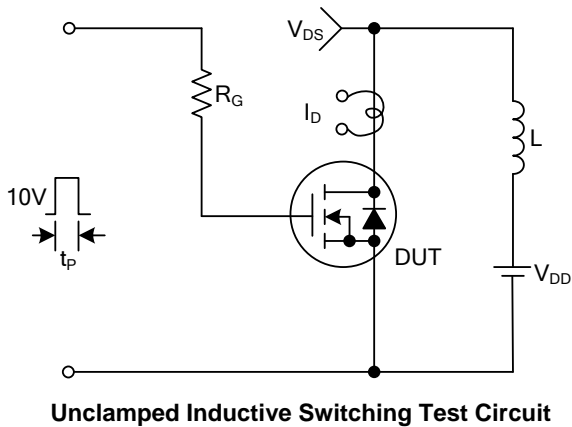 V_DS
R_G
I_D
L
10V
t_P
DUT
V_DD
Unclamped Inductive Switching Test Circuit